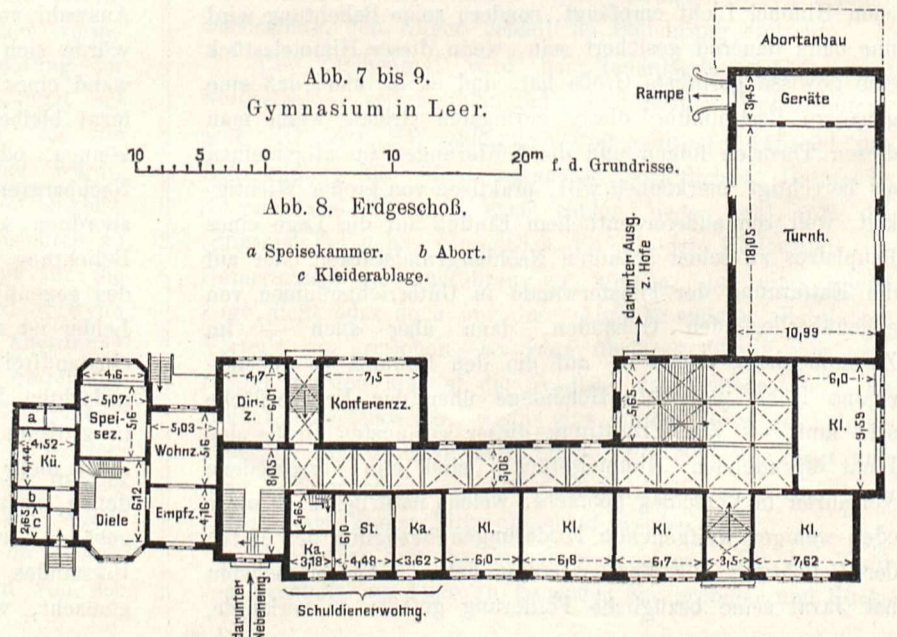 Abortanbau
Abb. 7 bis 9.
Gymnasium in Leer.
Rampe
Geräte
3,45
10 5 0 10 20m f. d. Grundrisse.
Abb. 8. Erdgeschoß.
a Speiseschrank. b Abort.
c Kleiderablage.
Turnh.
18,05
10,99
darunter Ausg.
z. Hofe
4,6
5,07
Spei-
sez.
5,16
a
4,52
Kü.
4,44
b
c
2,65
Diele
6,12
5,03
Wohnz.
5,16
Empfz.
4,16
4,7
Dir.-
z.
6,01
8,05
7,5
Konferenzz.
3,06
5,65
6,0
Kl.
9,59
2,65
Ka.
3,18
6,0
St.
4,48
Ka.
3,62
Kl.
6,0
Kl.
6,8
Kl.
6,7
3,5
Kl.
7,62
Schuldienerwohng.
darunter
Nebeneing.